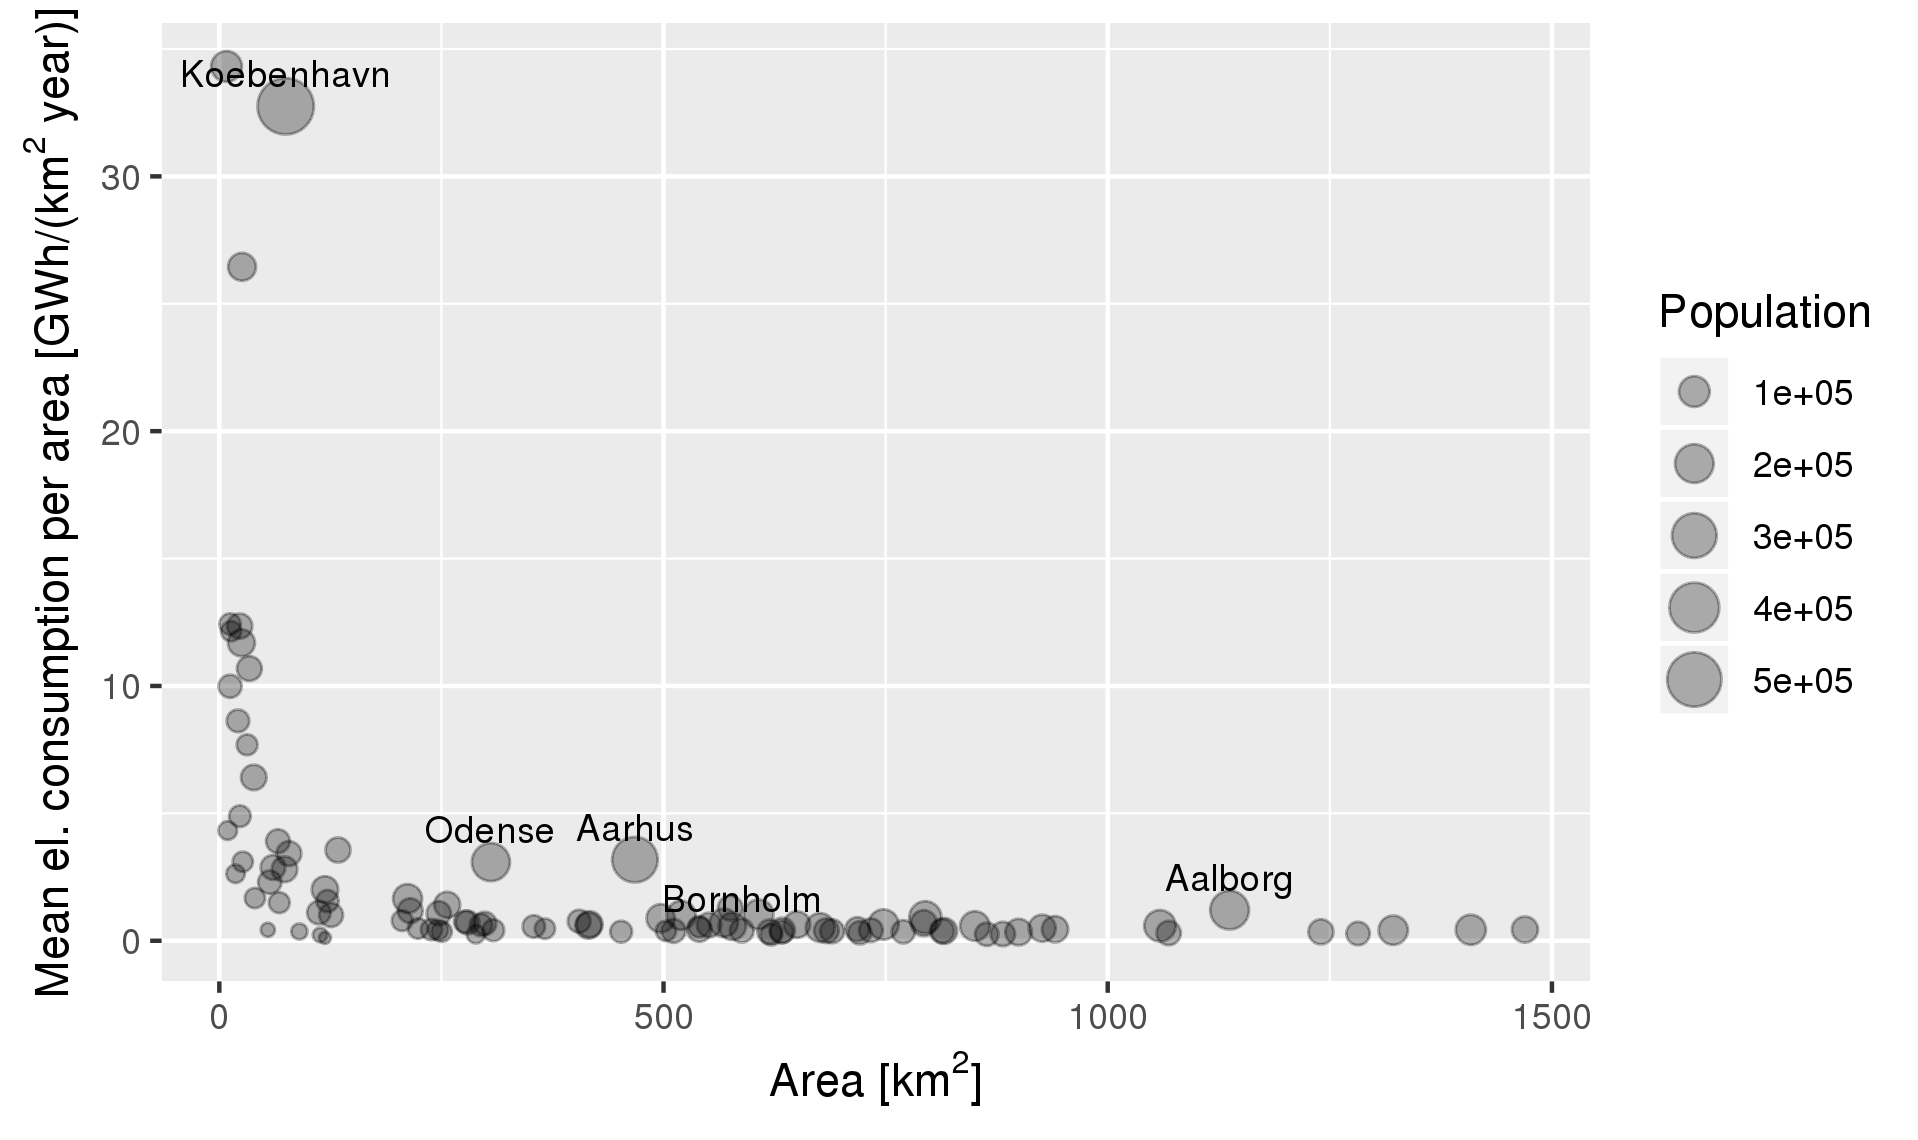 Mean el. consumption per area [GWh/(km² year)]
30
20
10
0
Koebenhavn
Odense
Aarhus
Bornholm
Aalborg
0
500
1000
1500
Area [km²]
Population
1e+05
2e+05
3e+05
4e+05
5e+05